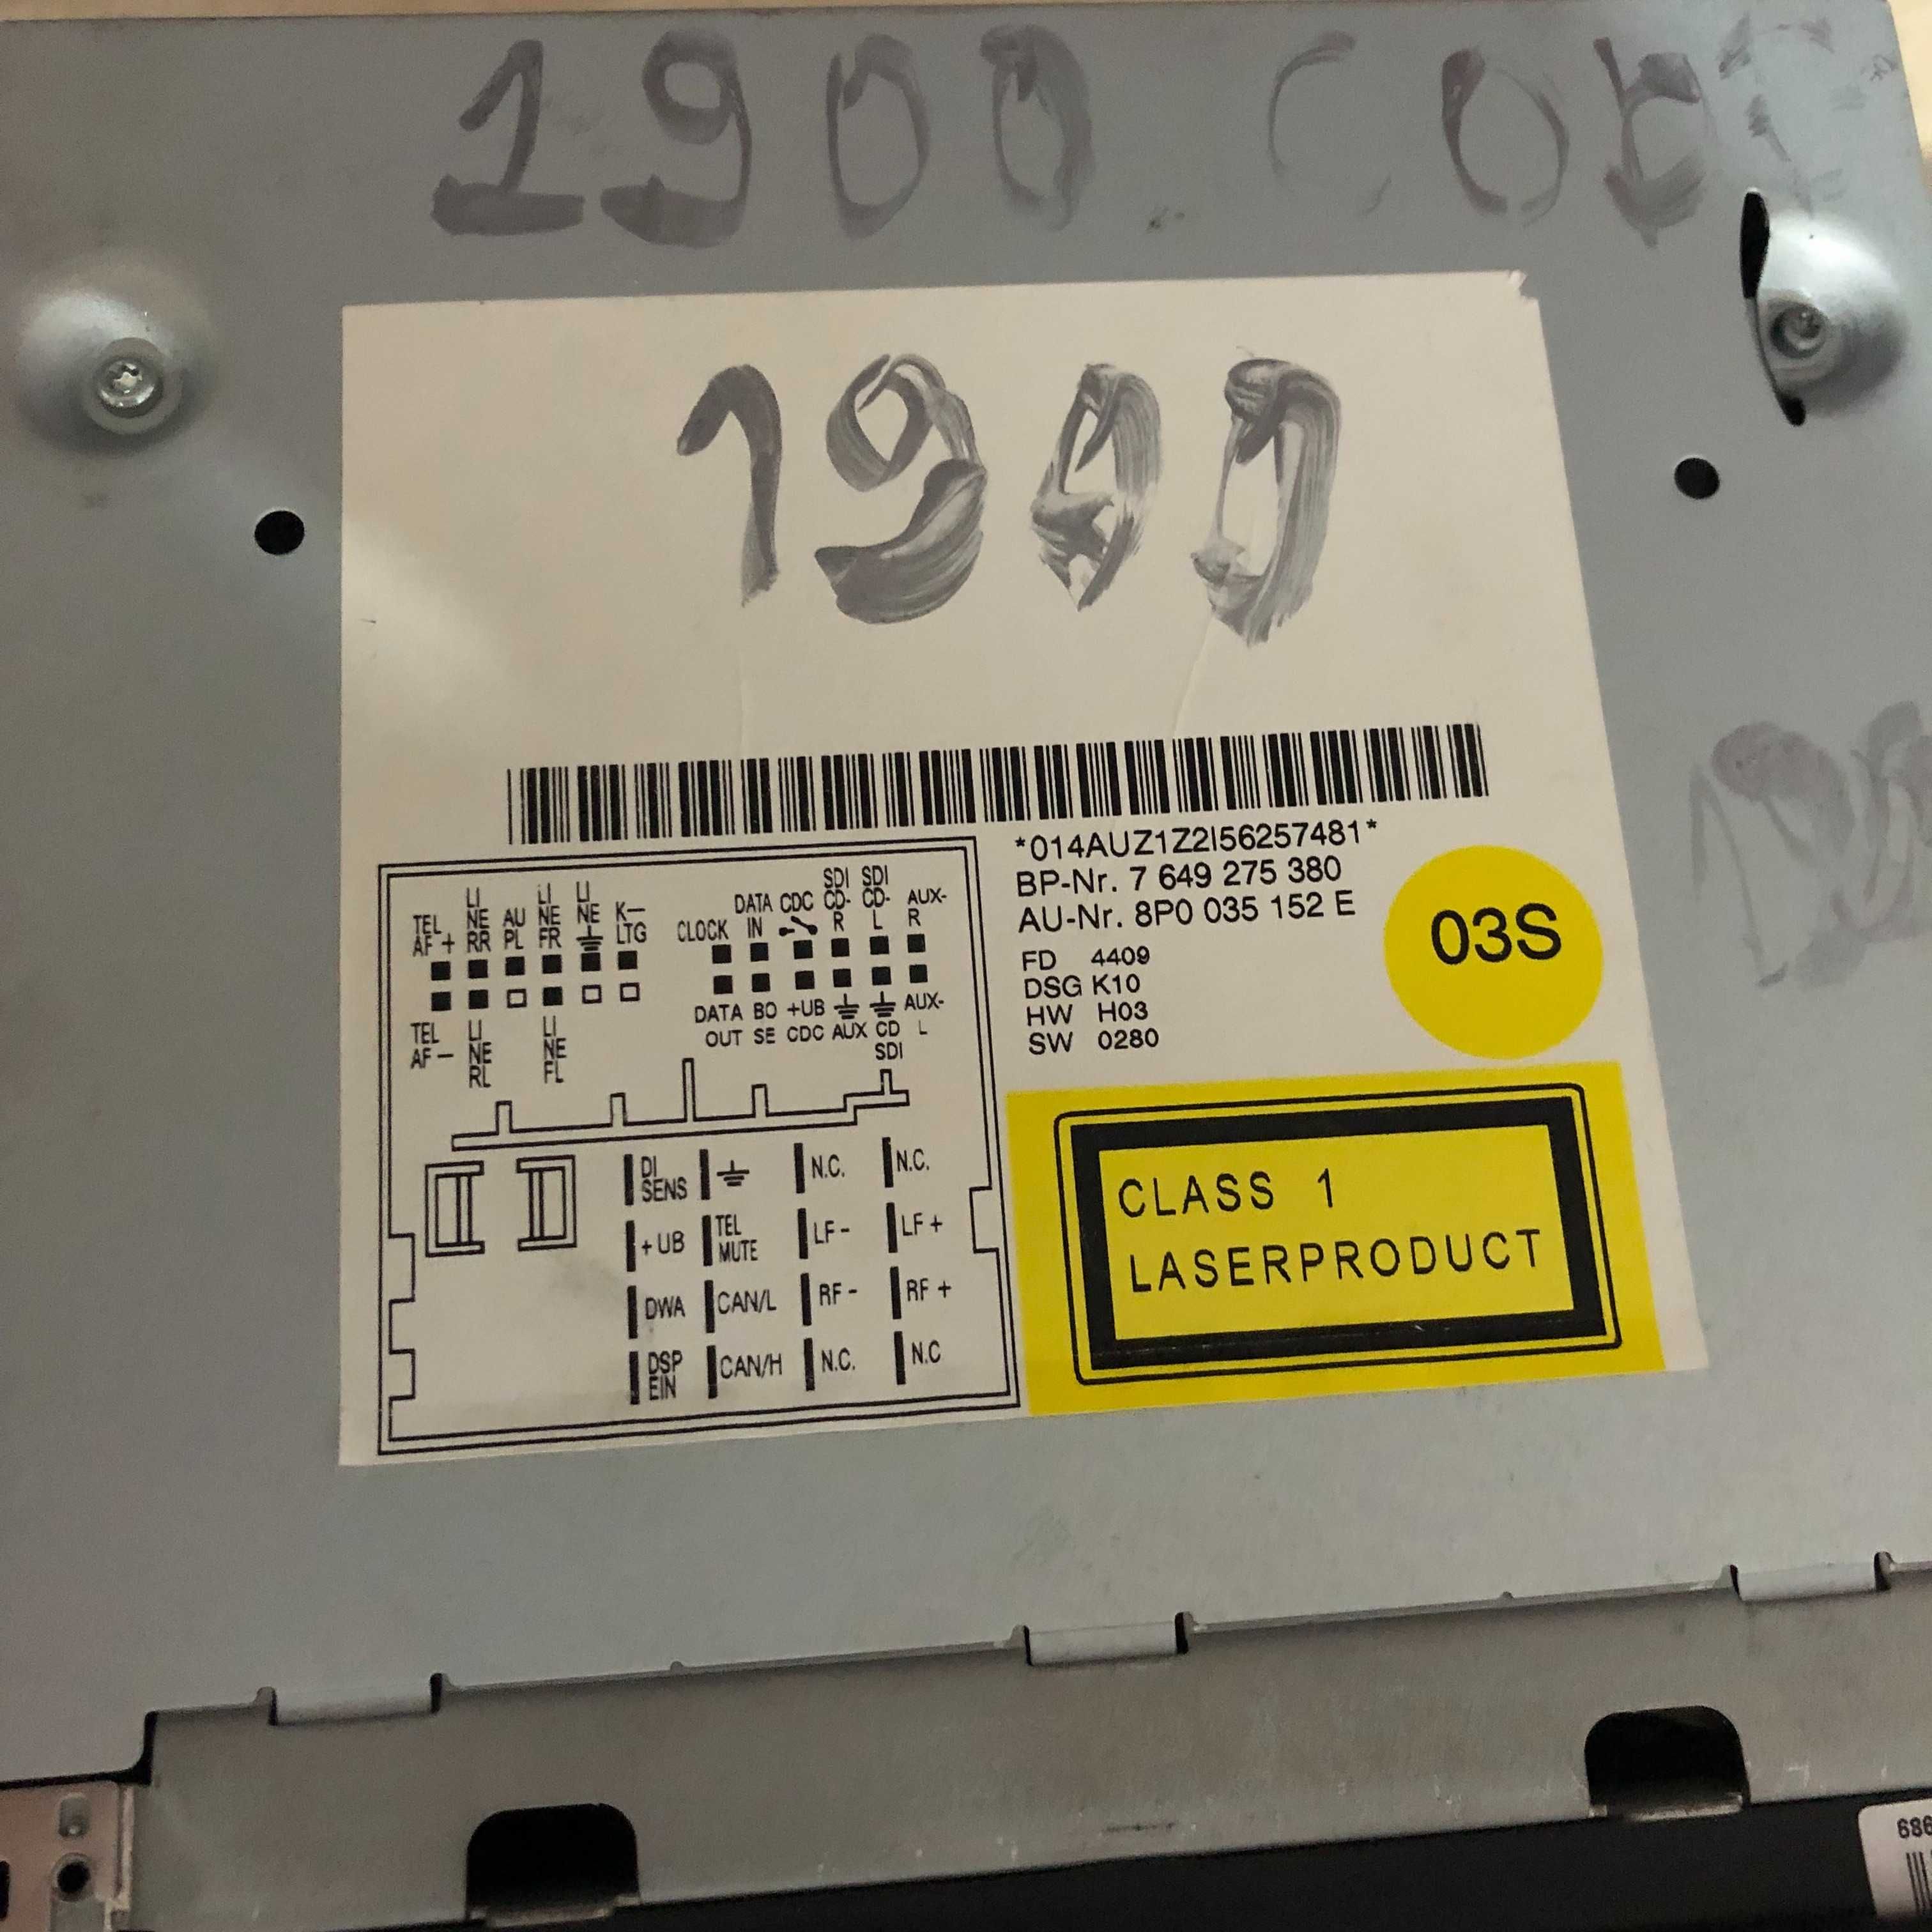 1900 COD
1900
*014AUZ1Z2I56257481*
BP-Nr. 7 649 275 380
AU-Nr. 8P0 035 152 E
FD 4409
DSG K10
HW H03
SW 0280
03S
TEL AF +
LI NE RR
AU PL
LI NE FR
LI NE
K- LTG
CLOCK
DATA IN
CDC
SDI CD- R
SDI CD- L
AUX- R
TEL AF -
LI NE RL
LI NE FL
DATA OUT
BO SE
+UB CDC
AUX
CD SDI
AUX- L
DI SENS
N.C.
N.C.
+UB
TEL MUTE
LF -
LF +
DWA
CAN/L
RF -
RF +
DSP EIN
CAN/H
N.C.
N.C
CLASS 1
LASERPRODUCT
686